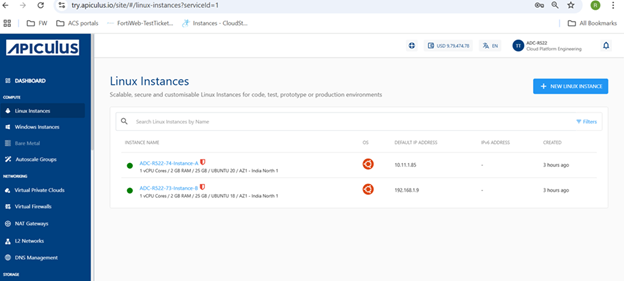 try.apiculus.io/site/#/linux-instances?serviceId=1
FW
ACS portals
FortiWeb-TestTicket...
Instances - CloudSt...
All Bookmarks
APICULUS
USD 9,79,474.76
EN
TT
ADC-RS22
Cloud Platform Engineering
DASHBOARD
COMPUTE
Linux Instances
Windows Instances
Bare Metal
Autoscale Groups
NETWORKING
Virtual Private Clouds
Virtual Firewalls
NAT Gateways
L2 Networks
DNS Management
STORAGE
Linux Instances
Scalable, secure and customisable Linux Instances for code, test, prototype or production environments
+ NEW LINUX INSTANCE
Search Linux Instances by Name
Filters
INSTANCE NAME OS DEFAULT IP ADDRESS IPv6 ADDRESS CREATED
ADC-RS22-74-Instance-A
10.11.1.85 - 3 hours ago
1 vCPU Cores / 2 GB RAM / 25 GB / UBUNTU 20 / AZ1 - India North 1
ADC-RS22-73-Instance-B
192.168.1.9 - 3 hours ago
1 vCPU Cores / 2 GB RAM / 25 GB / UBUNTU 18 / AZ1 - India North 1